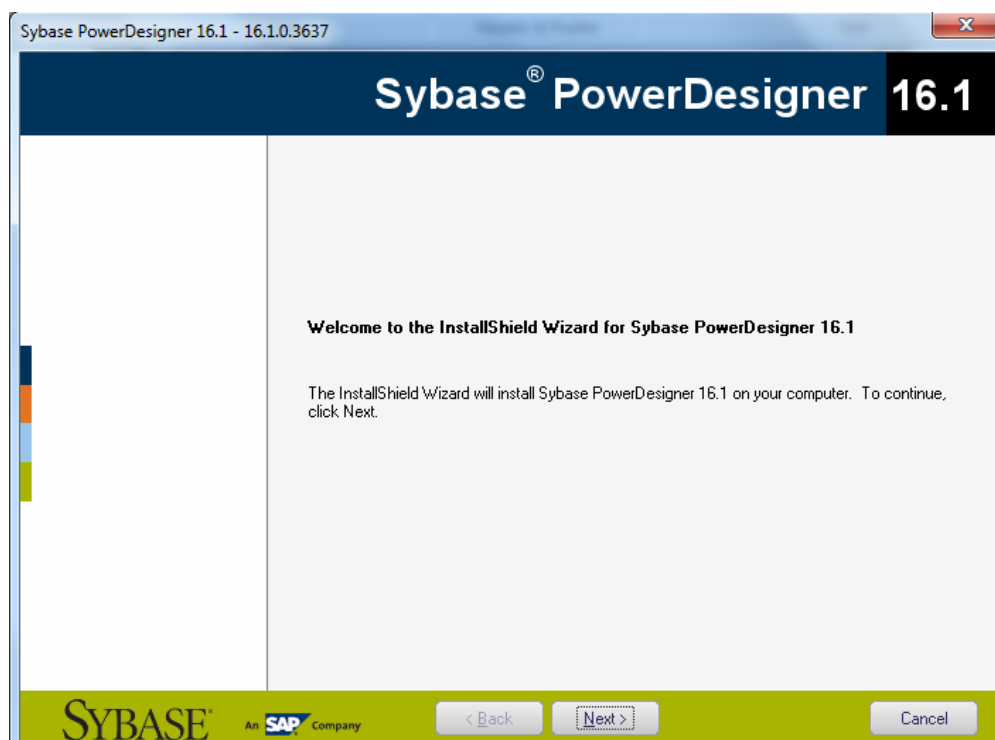 Sybase PowerDesigner 16.1 - 16.1.0.3637
Sybase® PowerDesigner 16.1
Welcome to the InstallShield Wizard for Sybase PowerDesigner 16.1
The InstallShield Wizard will install Sybase PowerDesigner 16.1 on your computer. To continue,
click Next.
SYBASE® An SAP Company
< Back Next > Cancel